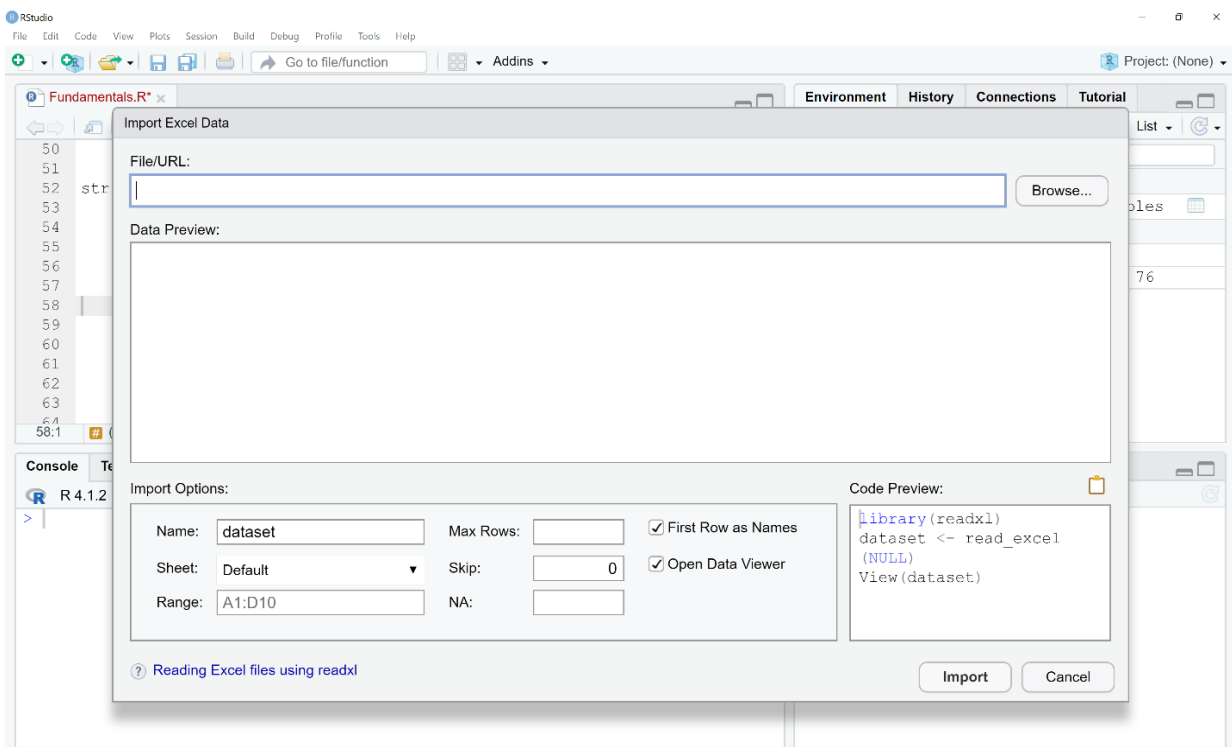 RStudio
File Edit Code View Plots Session Build Debug Profile Tools Help
Go to file/function Addins Project: (None)
Fundamentals.R* Environment History Connections Tutorial
Import Excel Data
List
50
51
52 str
53
54
55
56
57
58
59
60
61
62
63
64
58:1
File/URL:
Browse...
Data Preview:
76
Console
R 4.1.2
>
Import Options: Code Preview:
Name: dataset Max Rows: First Row as Names
Sheet: Default Skip: 0 Open Data Viewer
Range: A1:D10 NA:
library(readxl)
dataset <- read_excel
(NULL)
View(dataset)
? Reading Excel files using readxl
Import Cancel